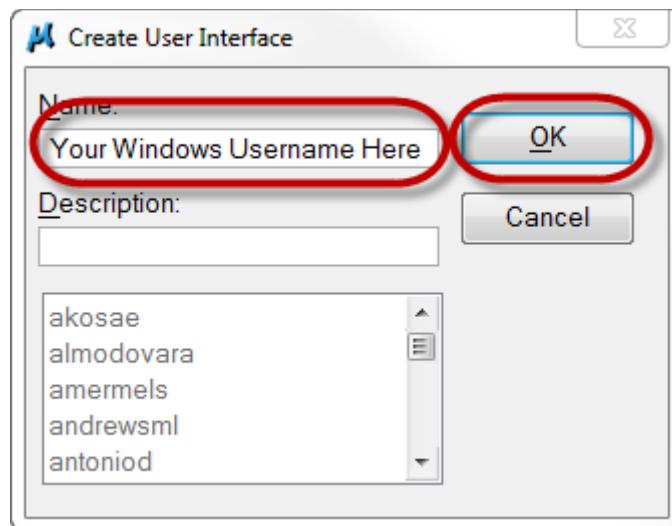 Create User Interface
Name:
Your Windows Username Here
OK
Description:
Cancel
akosae
almodovara
amermels
andrewsml
antoniod